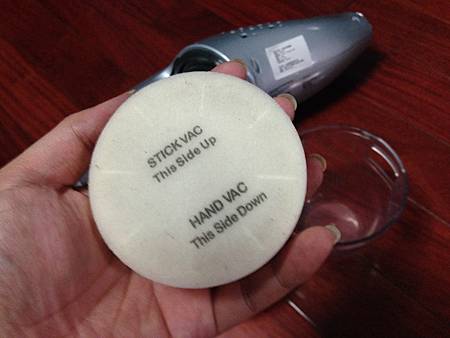 STICK VAC
This Side Up
HAND VAC
This Side Down